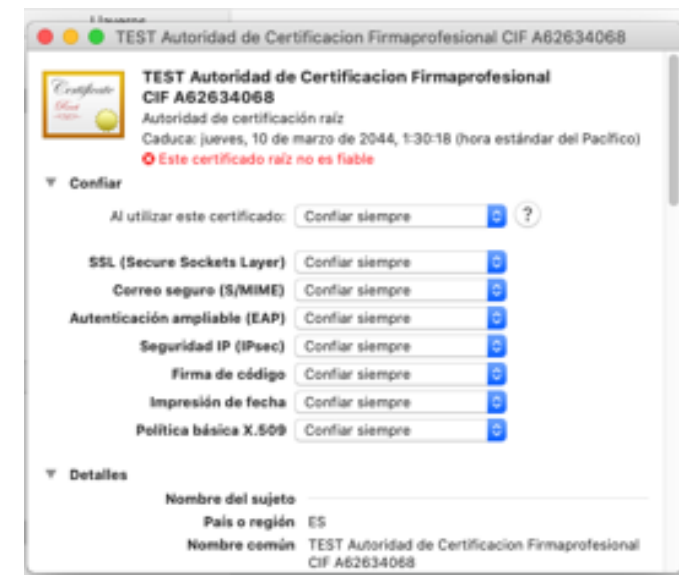 TEST Autoridad de Certificacion Firmaprofesional CIF A62634068
Certificate
Root
TEST Autoridad de Certificacion Firmaprofesional
CIF A62634068
Autoridad de certificación raíz
Caduca: jueves, 10 de marzo de 2044, 1:30:18 (hora estándar del Pacífico)
Este certificado raíz no es fiable
Confiar
Al utilizar este certificado: Confiar siempre ?
SSL (Secure Sockets Layer) Confiar siempre
Correo seguro (S/MIME) Confiar siempre
Autenticación ampliable (EAP) Confiar siempre
Seguridad IP (IPsec) Confiar siempre
Firma de código Confiar siempre
Impresión de fecha Confiar siempre
Política básica X.509 Confiar siempre
Detalles
Nombre del sujeto
País o región ES
Nombre común TEST Autoridad de Certificacion Firmaprofesional
CIF A62634068